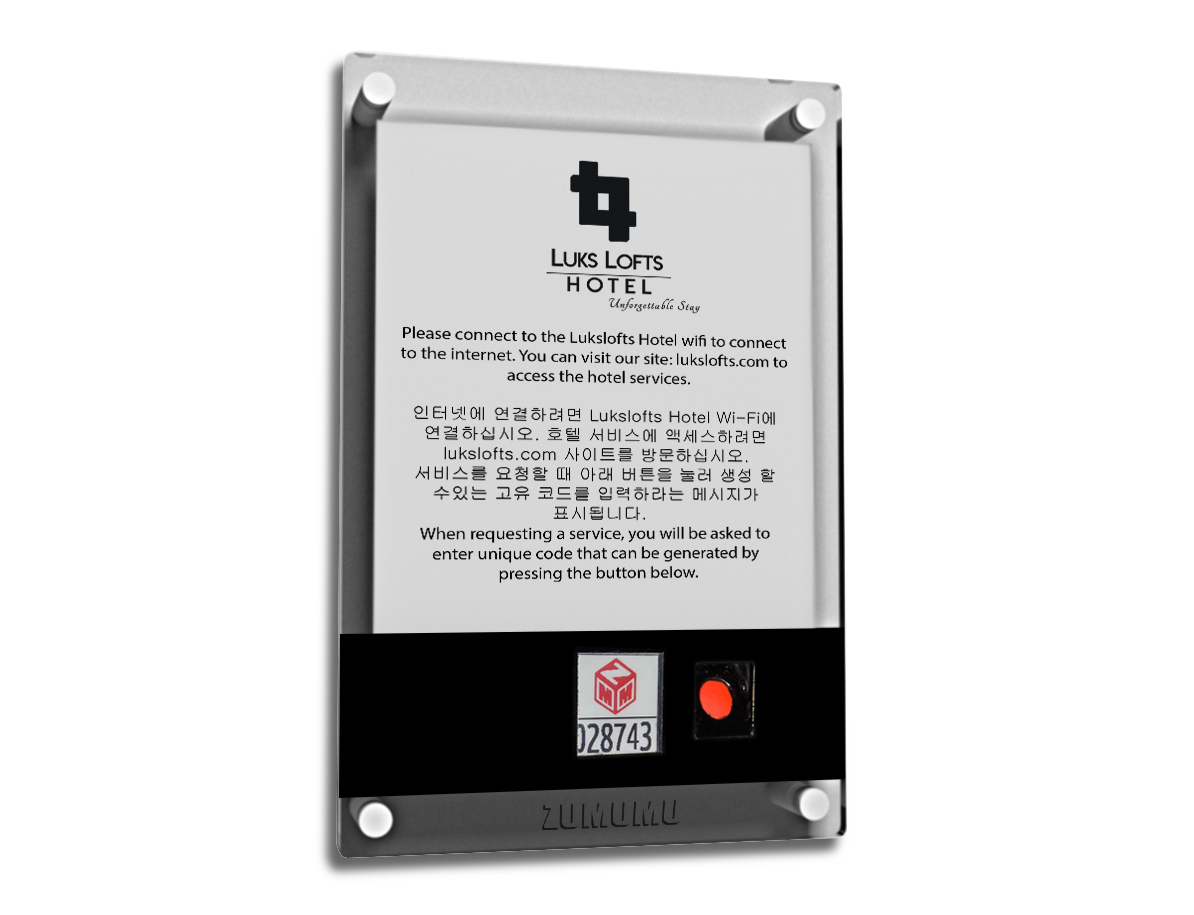 LUKS LOFTS
HOTEL
Unforgettable Stay
Please connect to the Lukslofts Hotel wifi to connect
to the internet. You can visit our site: lukslofts.com to
access the hotel services.
인터넷에 연결하려면 Lukslofts Hotel Wi-Fi에
연결하십시오. 호텔 서비스에 액세스하려면
lukslofts.com 사이트를 방문하십시오.
서비스를 요청할 때 아래 버튼을 눌러 생성 할
수있는 고유 코드를 입력하라는 메시지가
표시됩니다.
When requesting a service, you will be asked to
enter unique code that can be generated by
pressing the button below.
ZMM
028743
ZUMUMU